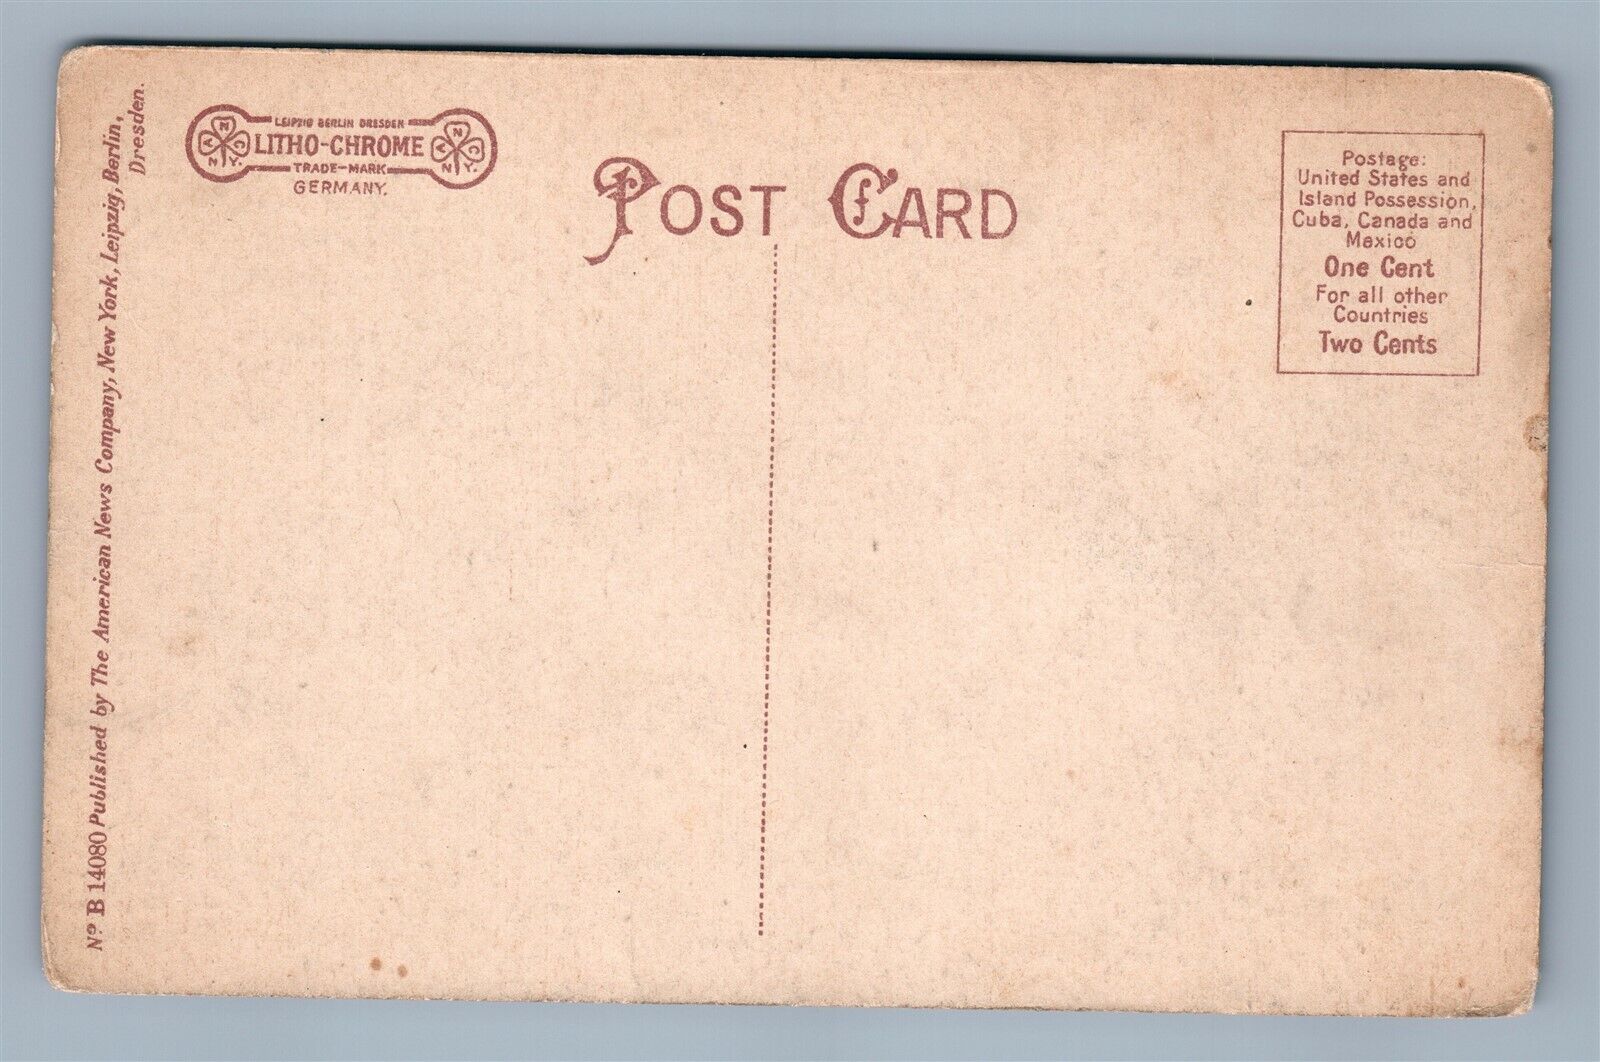 LEIPZIG BERLIN DRESDEN
LITHO-CHROME
TRADE-MARK
GERMANY.
A N C
N Y.
A N C
N Y.
POST CARD
Postage:
United States and
Island Possession,
Cuba, Canada and
Mexico
One Cent
For all other
Countries
Two Cents
Nº B 14080 Published by The American News Company, New York, Leipzig, Berlin,
Dresden.